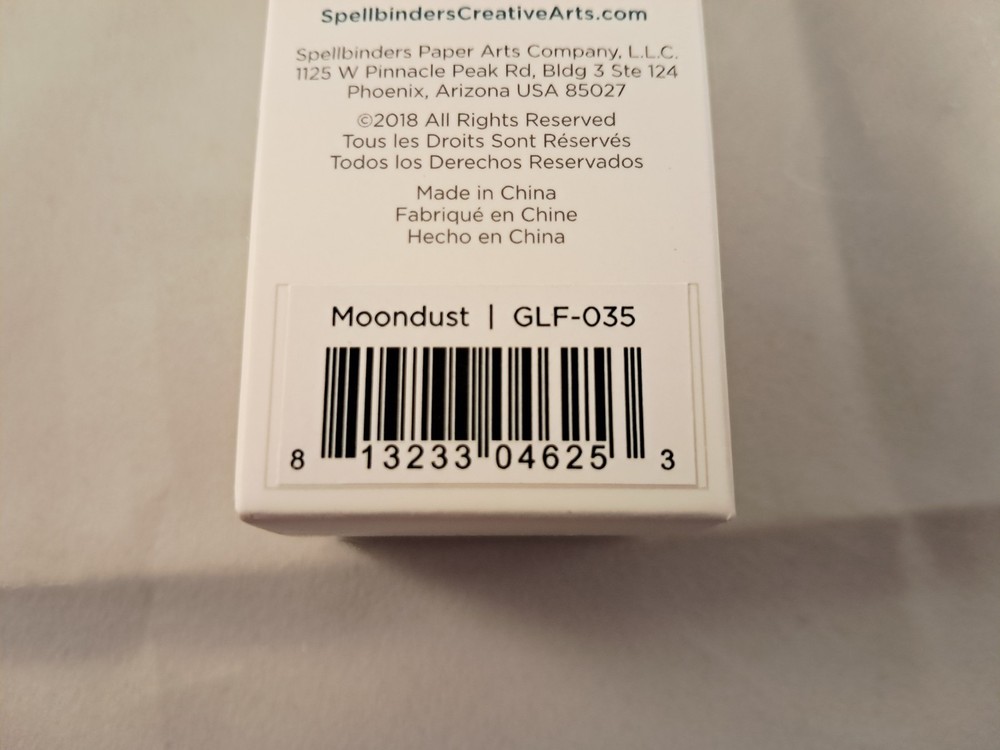 SpellbindersCreativeArts.com
Spellbinders Paper Arts Company, L.L.C.
1125 W Pinnacle Peak Rd, Bldg 3 Ste 124
Phoenix, Arizona USA 85027
©2018 All Rights Reserved
Tous les Droits Sont Réservés
Todos los Derechos Reservados
Made in China
Fabriqué en Chine
Hecho en China
Moondust | GLF-035
8 13233 04625 3